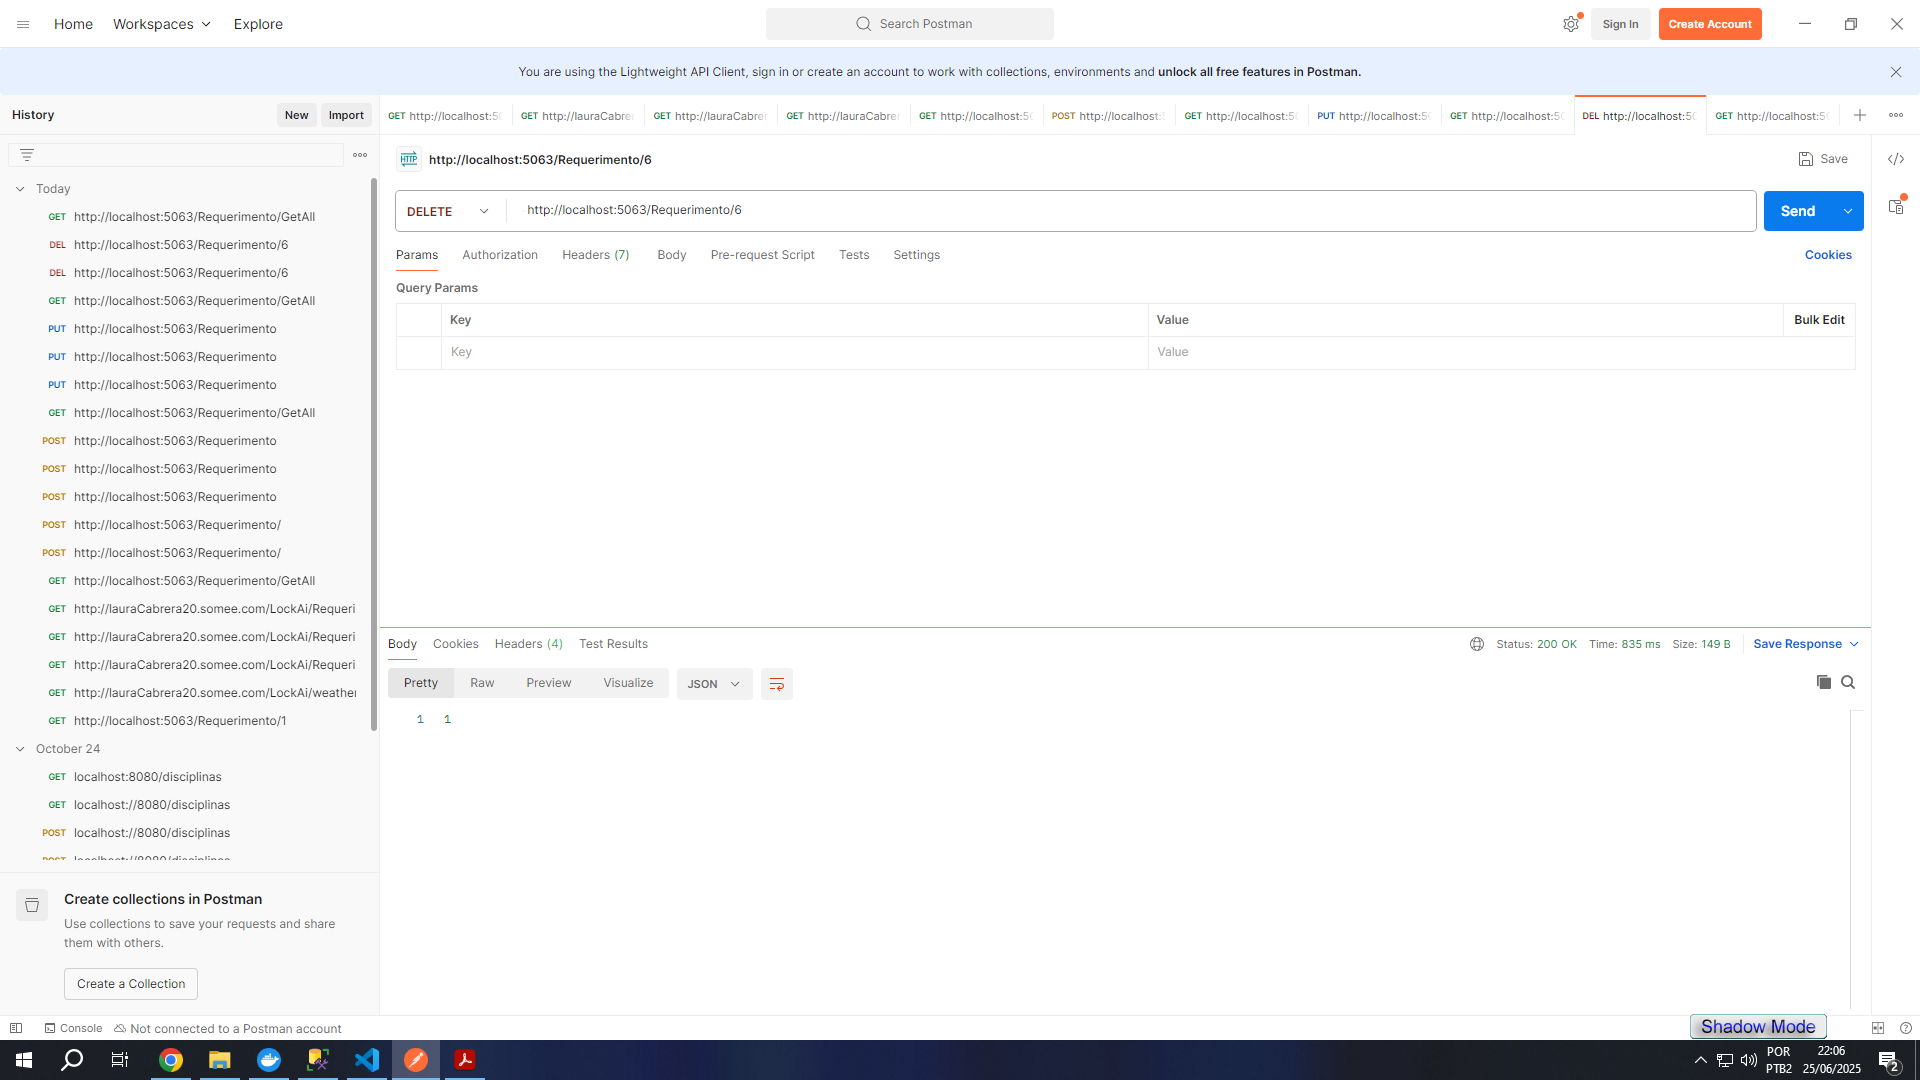 Home
Workspaces
Explore
Search Postman
Sign In
Create Account
You are using the Lightweight API Client, sign in or create an account to work with collections, environments and unlock all free features in Postman.
History
New
Import
GET http://localhost:50
GET http://lauraCabrer
GET http://lauraCabrer
GET http://lauraCabrer
GET http://localhost:50
POST http://localhost:5
GET http://localhost:50
PUT http://localhost:50
GET http://localhost:50
DEL http://localhost:50
GET http://localhost:50
Today
GET http://localhost:5063/Requerimento/GetAll
DEL http://localhost:5063/Requerimento/6
DEL http://localhost:5063/Requerimento/6
GET http://localhost:5063/Requerimento/GetAll
PUT http://localhost:5063/Requerimento
PUT http://localhost:5063/Requerimento
PUT http://localhost:5063/Requerimento
GET http://localhost:5063/Requerimento/GetAll
POST http://localhost:5063/Requerimento
POST http://localhost:5063/Requerimento
POST http://localhost:5063/Requerimento
POST http://localhost:5063/Requerimento/
POST http://localhost:5063/Requerimento/
GET http://localhost:5063/Requerimento/GetAll
GET http://lauraCabrera20.somee.com/LockAi/Requeri
GET http://lauraCabrera20.somee.com/LockAi/Requeri
GET http://lauraCabrera20.somee.com/LockAi/Requeri
GET http://lauraCabrera20.somee.com/LockAi/weather
GET http://localhost:5063/Requerimento/1
October 24
GET localhost:8080/disciplinas
GET localhost://8080/disciplinas
POST localhost://8080/disciplinas
POST localhost://8080/disciplinas
Create collections in Postman
Use collections to save your requests and share
them with others.
Create a Collection
HTTP http://localhost:5063/Requerimento/6
Save
DELETE
http://localhost:5063/Requerimento/6
Send
Params
Authorization
Headers (7)
Body
Pre-request Script
Tests
Settings
Cookies
Query Params
Key
Value
Bulk Edit
Key
Value
Body
Cookies
Headers (4)
Test Results
Status: 200 OK
Time: 835 ms
Size: 149 B
Save Response
Pretty
Raw
Preview
Visualize
JSON
1 1
Console
Not connected to a Postman account
Shadow Mode
POR
PTB2
22:06
25/06/2025
2